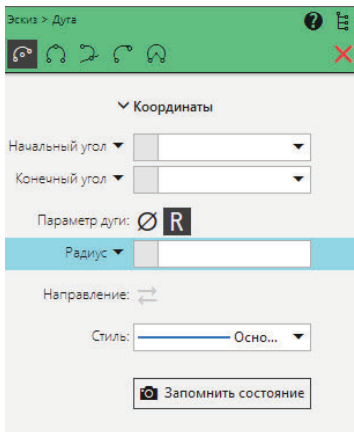 Эскиз > Дуга
Координаты
Начальный угол
Конечный угол
Параметр дуги: Ø R
Радиус
Направление:
Стиль: Осно...
Запомнить состояние